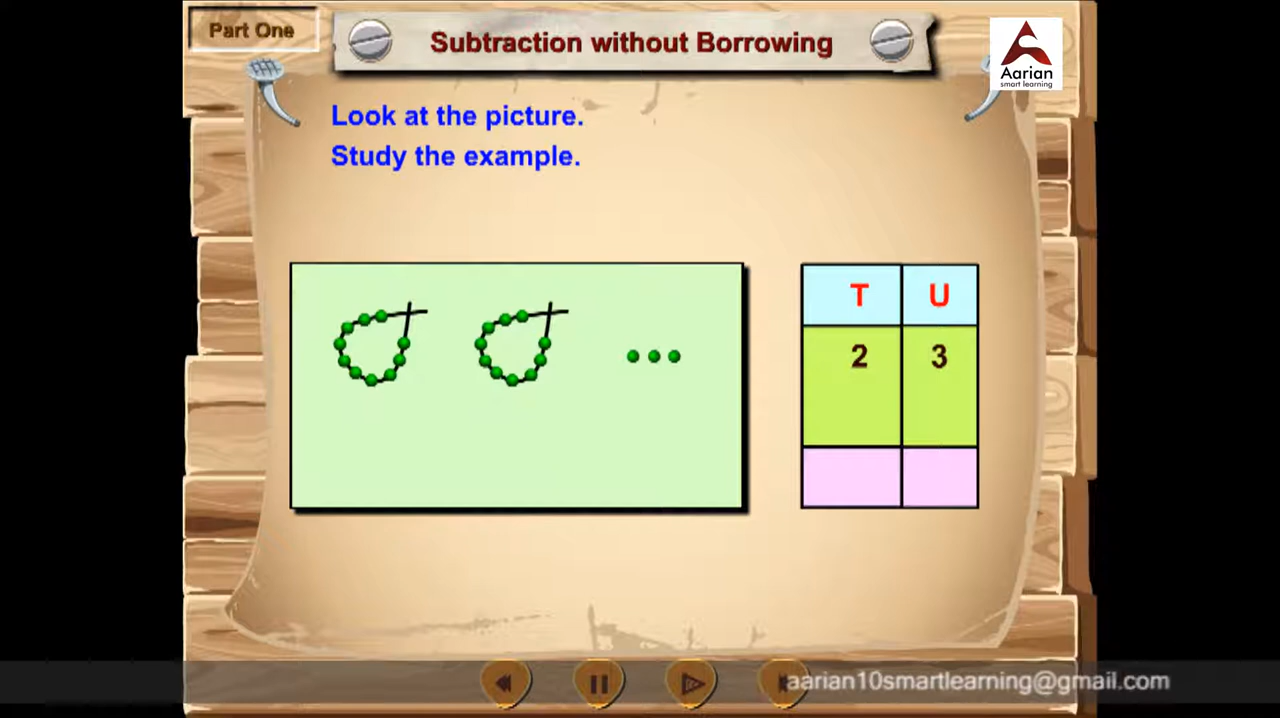 Part One
Subtraction without Borrowing
Aarian
smart learning
Look at the picture.
Study the example.
T U
2 3
aarian10smartlearning@gmail.com